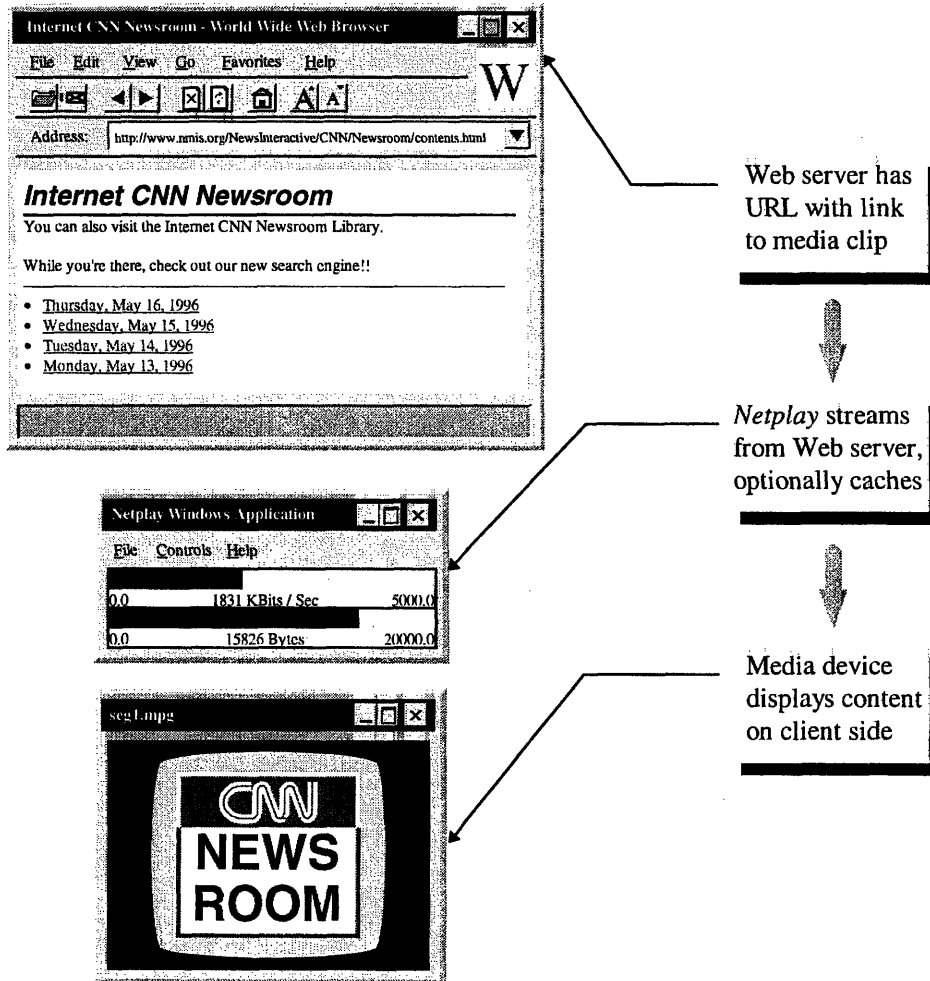 Internet CNN Newsroom - World Wide Web Browser
File Edit View Go Favorites Help
W
A A
Address: http://www.nmis.org/NewsInteractive/CNN/Newsroom/contents.html
Internet CNN Newsroom
You can also visit the Internet CNN Newsroom Library.
While you're there, check out our new search engine!!
• Thursday, May 16, 1996
• Wednesday, May 15, 1996
• Tuesday, May 14, 1996
• Monday, May 13, 1996
Web server has
URL with link
to media clip
Netplay streams
from Web server,
optionally caches
Netplay Windows Application
File Controls Help
0.0 1831 KBits / Sec 5000.0
0.0 15826 Bytes 20000.0
Media device
displays content
on client side
seg1.mpg
CNN
NEWS
ROOM